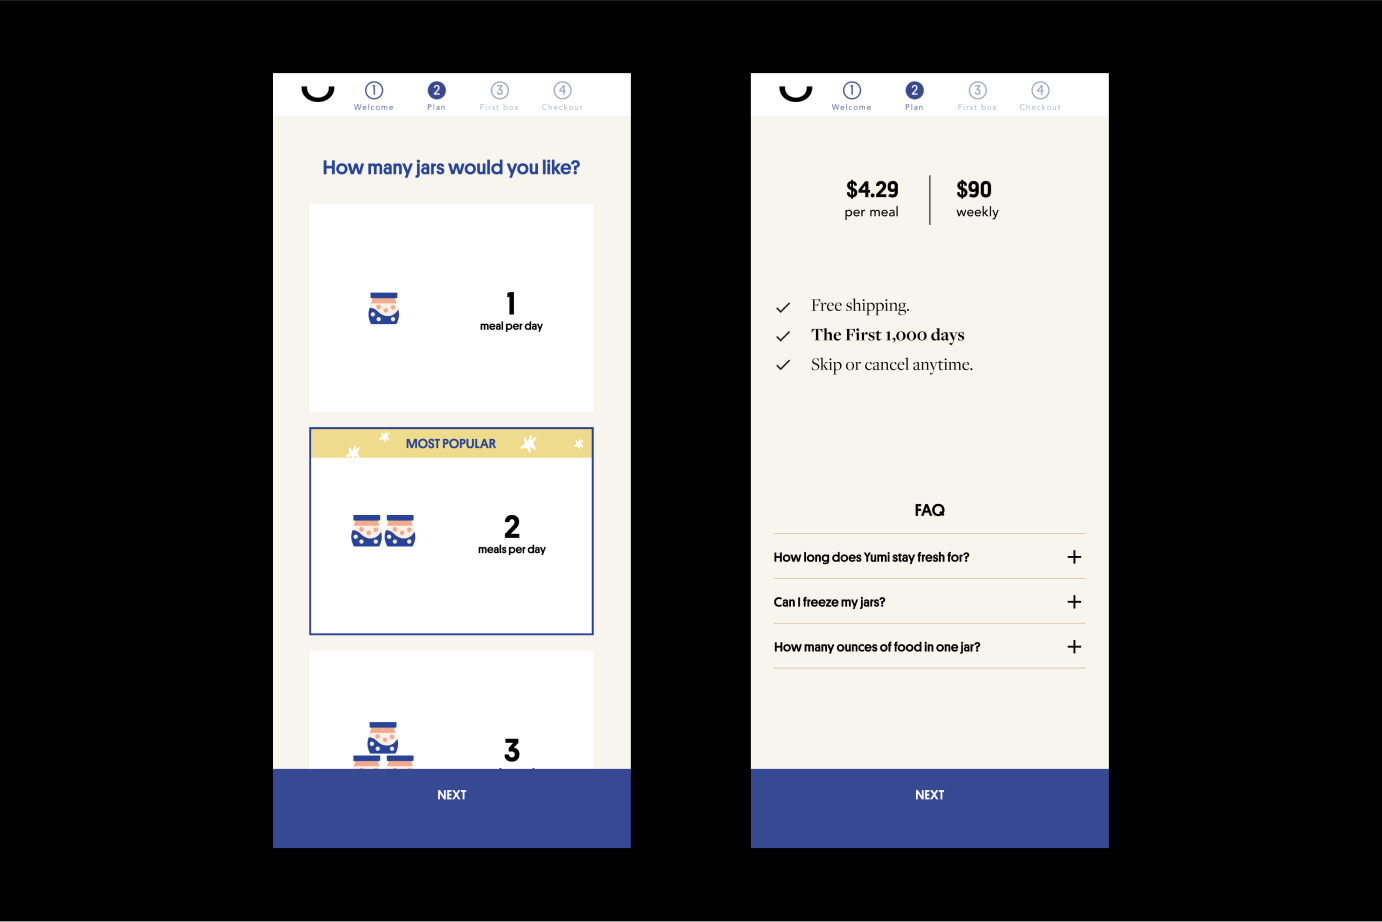 1 2 3 4
Welcome Plan First box Checkout
How many jars would you like?
1
meal per day
MOST POPULAR
2
meals per day
3
NEXT
1 2 3 4
Welcome Plan First box Checkout
$4.29 $90
per meal weekly
Free shipping.
The First 1,000 days
Skip or cancel anytime.
FAQ
How long does Yumi stay fresh for?
Can I freeze my jars?
How many ounces of food in one jar?
NEXT